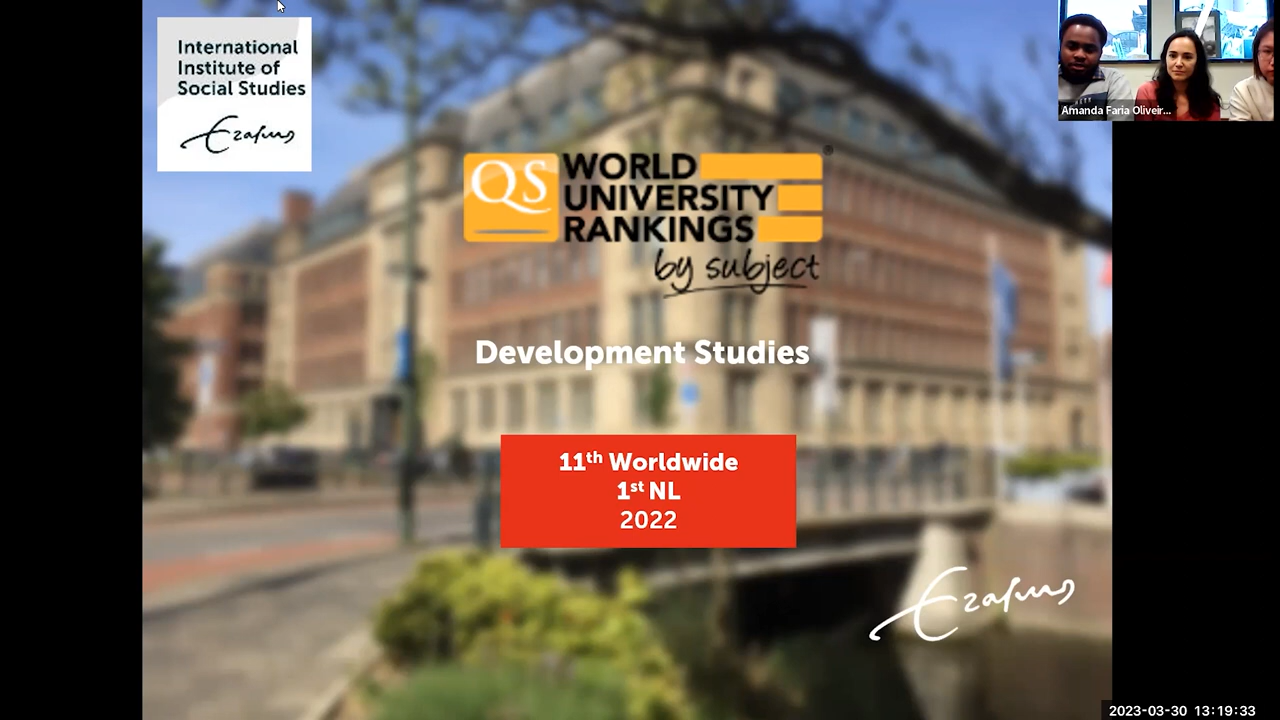 International
Institute of
Social Studies
Erasmus
QS
WORLD
UNIVERSITY
RANKINGS
by subject
Amanda Faria Oliveir...
Development Studies
11th Worldwide
1st NL
2022
Erasmus
2023-03-30 13:19:33